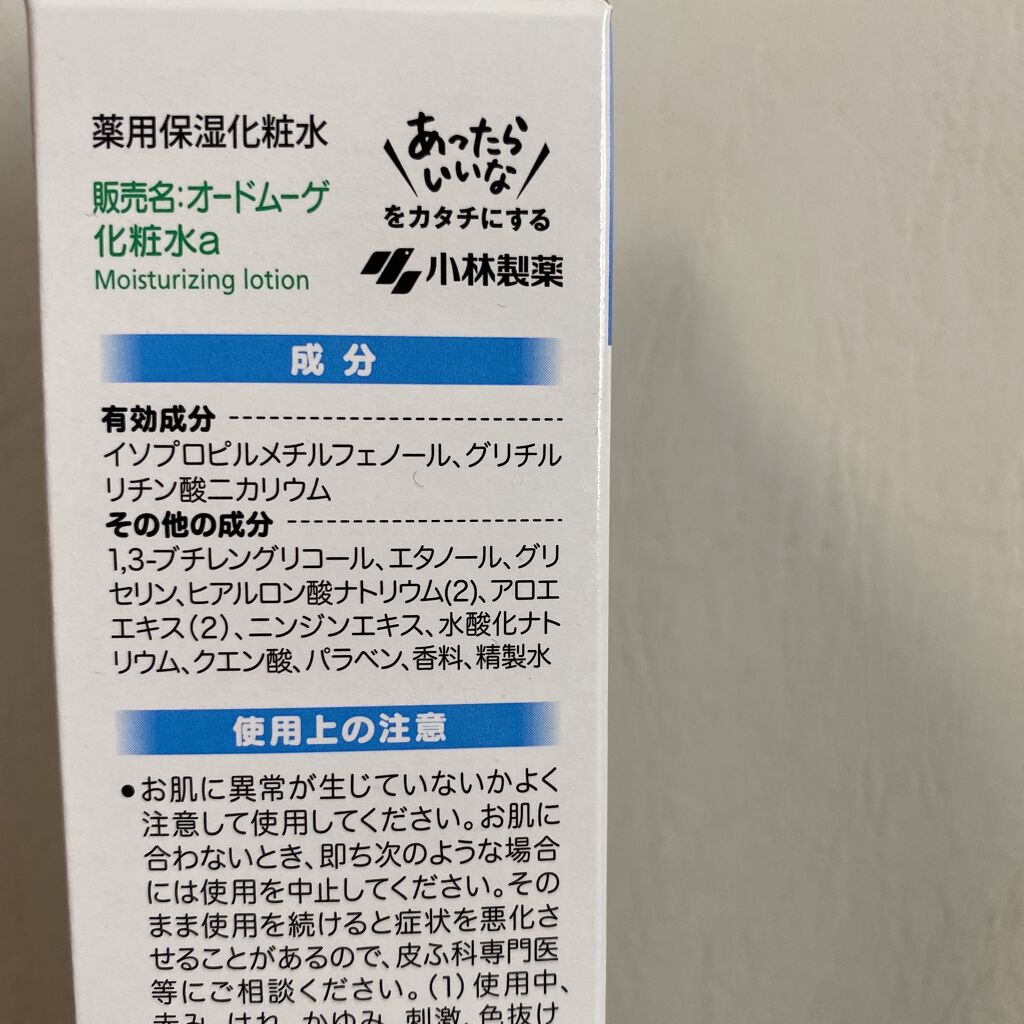 薬用保湿化粧水
販売名:オードムーゲ
化粧水a
Moisturizing lotion
あったら
いいな
をカタチにする
小林製薬
成分
有効成分
イソプロピルメチルフェノール、グリチル
リチン酸二カリウム
その他の成分
1,3-ブチレングリコール、エタノール、グリ
セリン、ヒアルロン酸ナトリウム(2)、アロエ
エキス(2)、ニンジンエキス、水酸化ナト
リウム、クエン酸、パラベン、香料、精製水
使用上の注意
●お肌に異常が生じていないかよく
注意して使用してください。お肌に
合わないとき、即ち次のような場合
には使用を中止してください。その
まま使用を続けると症状を悪化さ
せることがあるので、皮ふ科専門医
等にご相談ください。(1)使用中、
赤み、はれ、かゆみ、刺激、色抜け